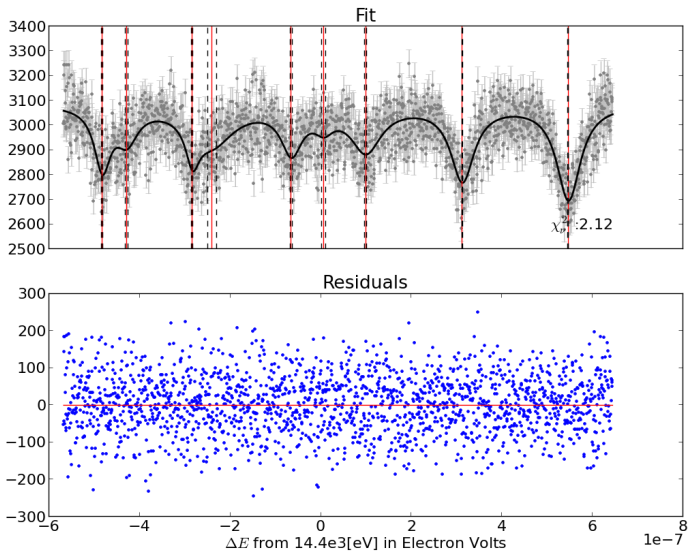 Fit
3400
3300
3200
3100
3000
2900
2800
2700
2600
2500
χ²ᵥ :2.12
Residuals
300
200
100
0
−100
−200
−300
−6 −4 −2 0 2 4 6 8
1e−7
ΔE from 14.4e3[eV] in Electron Volts